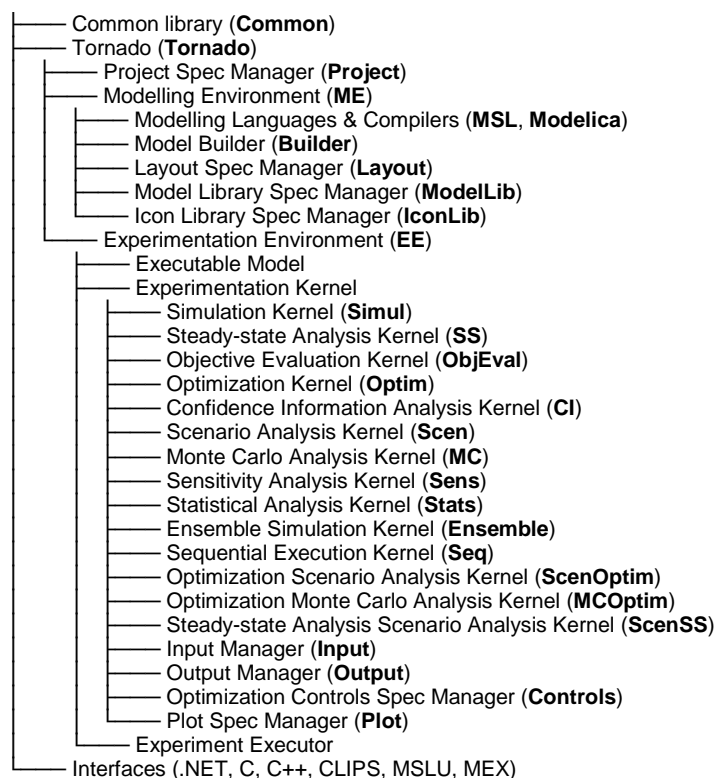 Common library (Common)
Tornado (Tornado)
Project Spec Manager (Project)
Modelling Environment (ME)
Modelling Languages & Compilers (MSL, Modelica)
Model Builder (Builder)
Layout Spec Manager (Layout)
Model Library Spec Manager (ModelLib)
Icon Library Spec Manager (IconLib)
Experimentation Environment (EE)
Executable Model
Experimentation Kernel
Simulation Kernel (Simul)
Steady-state Analysis Kernel (SS)
Objective Evaluation Kernel (ObjEval)
Optimization Kernel (Optim)
Confidence Information Analysis Kernel (CI)
Scenario Analysis Kernel (Scen)
Monte Carlo Analysis Kernel (MC)
Sensitivity Analysis Kernel (Sens)
Statistical Analysis Kernel (Stats)
Ensemble Simulation Kernel (Ensemble)
Sequential Execution Kernel (Seq)
Optimization Scenario Analysis Kernel (ScenOptim)
Optimization Monte Carlo Analysis Kernel (MCOptim)
Steady-state Analysis Scenario Analysis Kernel (ScenSS)
Input Manager (Input)
Output Manager (Output)
Optimization Controls Spec Manager (Controls)
Plot Spec Manager (Plot)
Experiment Executor
Interfaces (.NET, C, C++, CLIPS, MSLU, MEX)